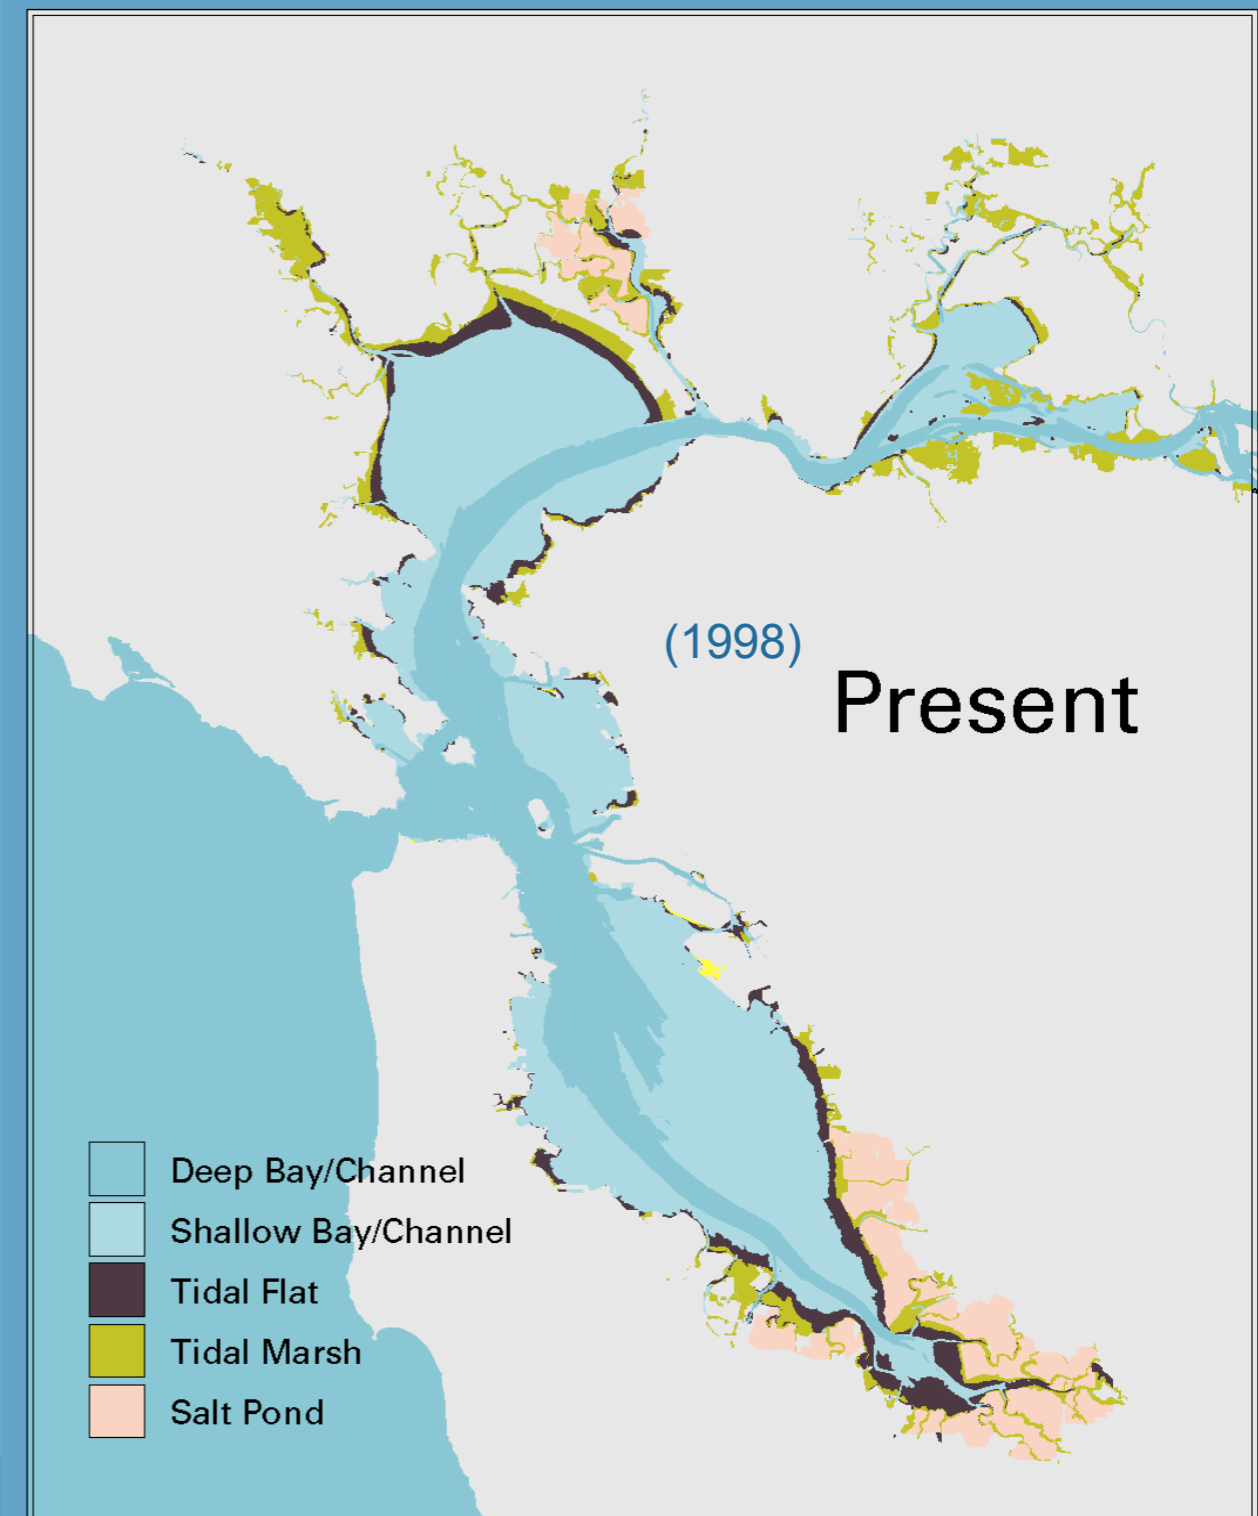 (1998)
Present
Deep Bay/Channel
Shallow Bay/Channel
Tidal Flat
Tidal Marsh
Salt Pond